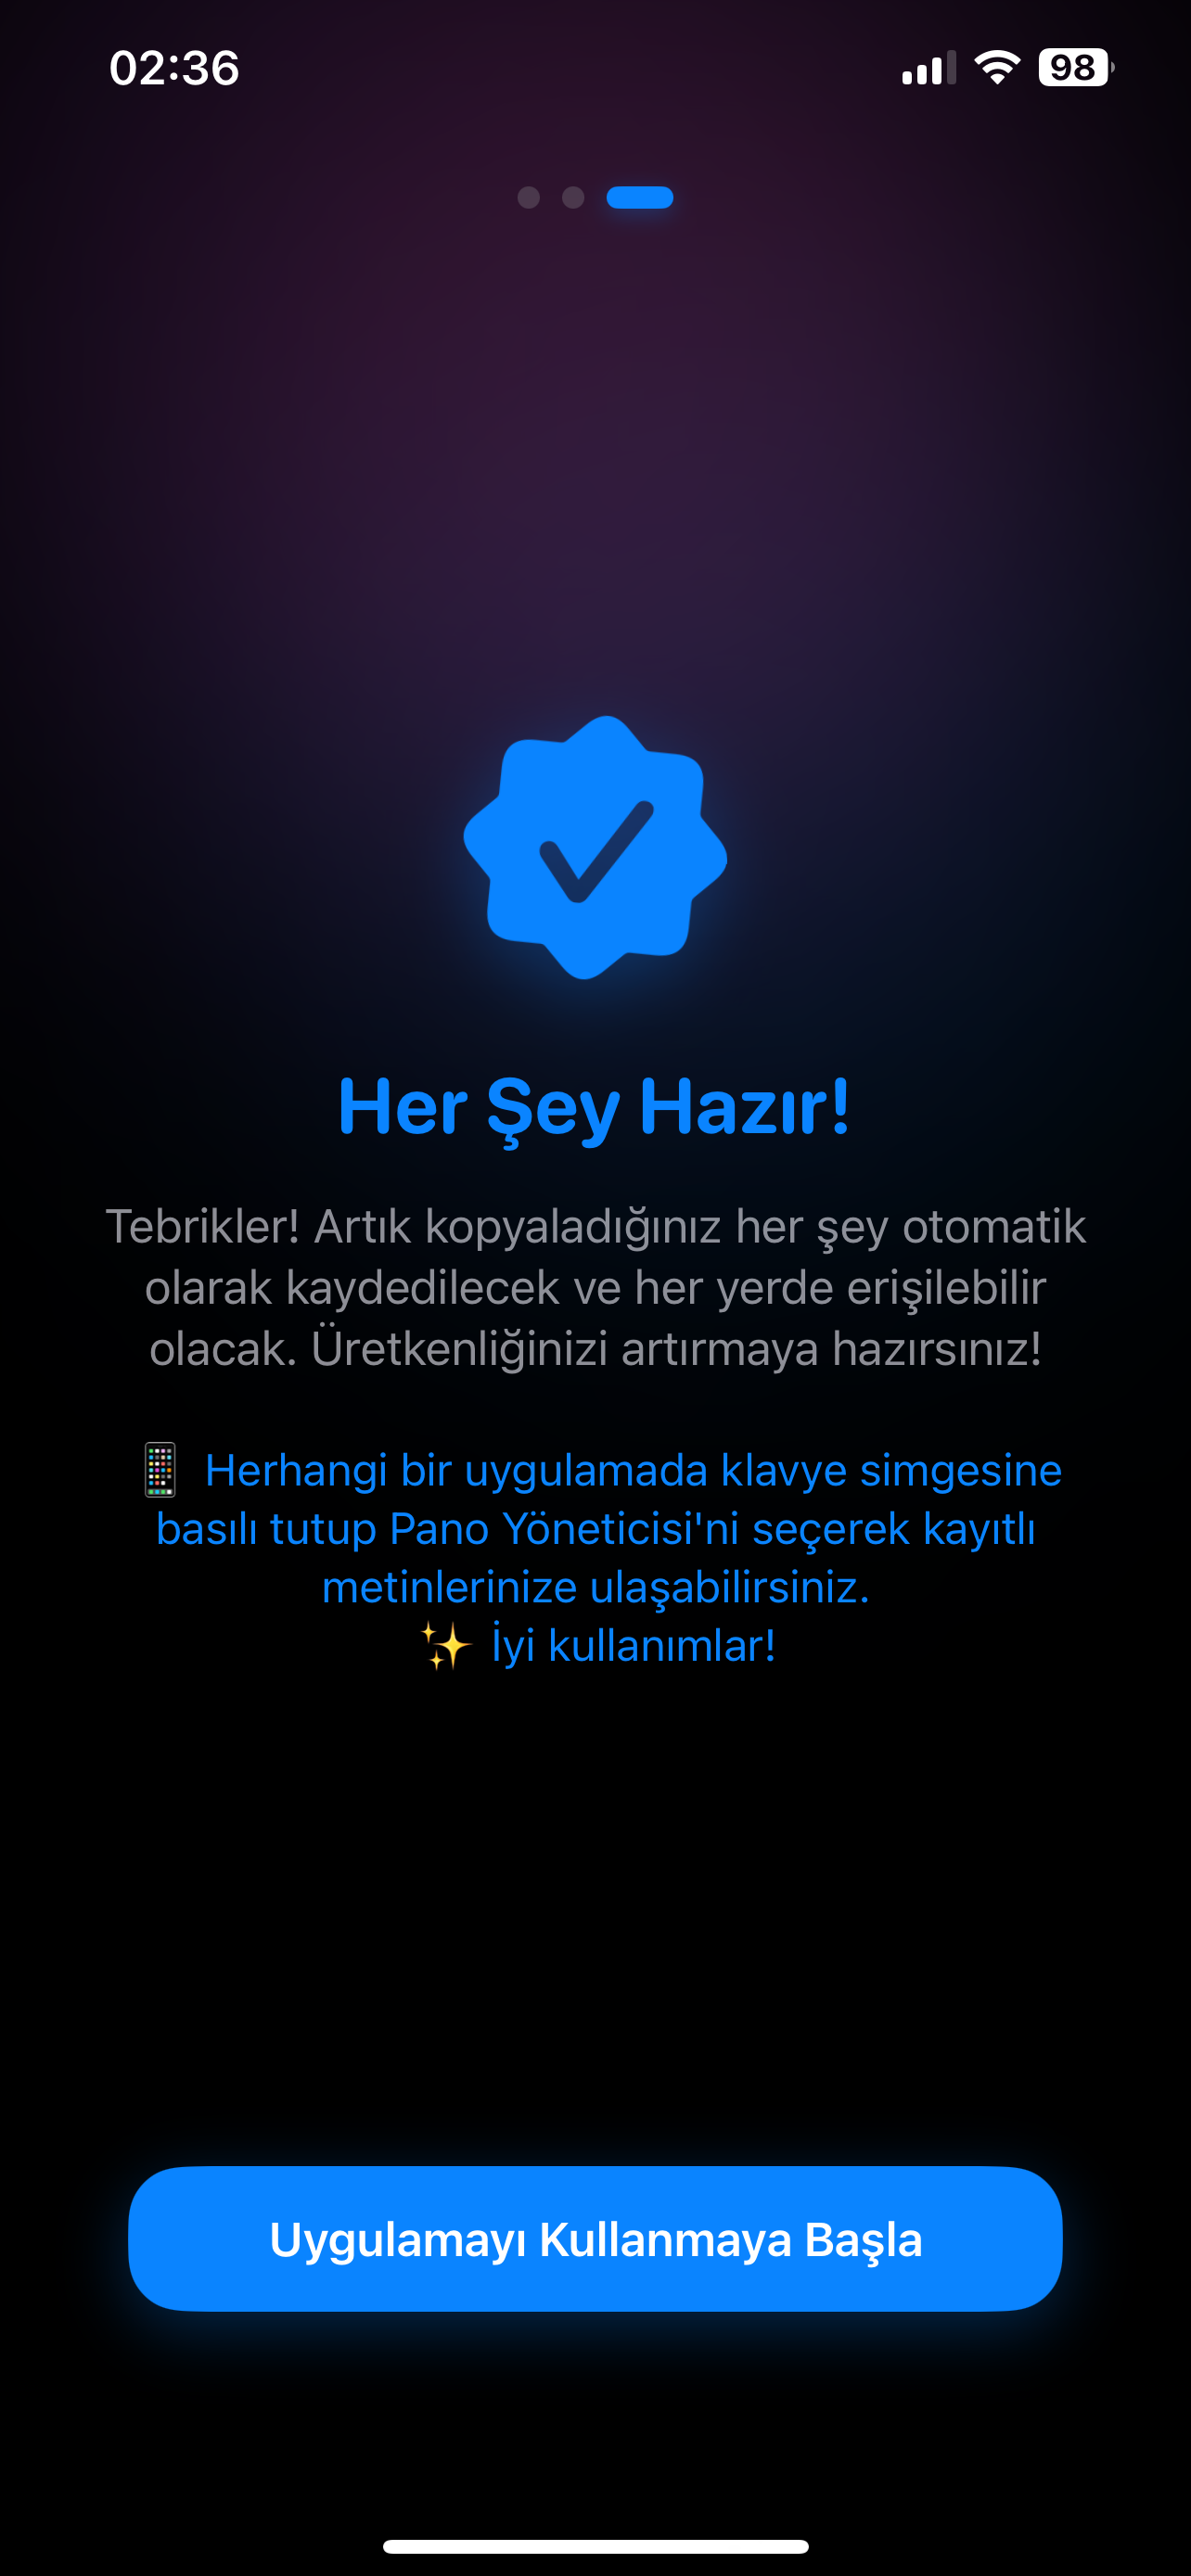 02:36
98
Her Şey Hazır!
Tebrikler! Artık kopyaladığınız her şey otomatik
olarak kaydedilecek ve her yerde erişilebilir
olacak. Üretkenliğinizi artırmaya hazırsınız!
📱 Herhangi bir uygulamada klavye simgesine
basılı tutup Pano Yöneticisi'ni seçerek kayıtlı
metinlerinize ulaşabilirsiniz.
✨ İyi kullanımlar!
Uygulamayı Kullanmaya Başla